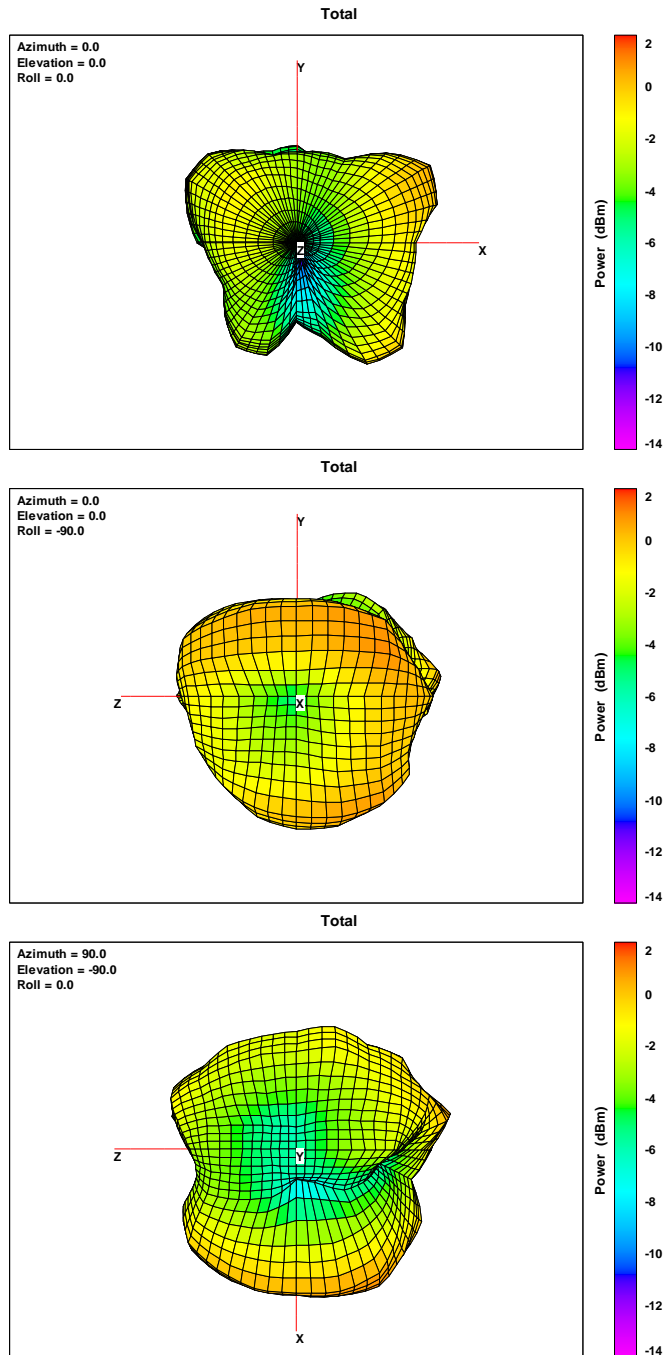 Total
Azimuth = 0.0
Elevation = 0.0
Roll = 0.0
Y
Z
X
Power (dBm)
2
0
-2
-4
-6
-8
-10
-12
-14
Total
Azimuth = 0.0
Elevation = 0.0
Roll = -90.0
Y
Z
X
Power (dBm)
2
0
-2
-4
-6
-8
-10
-12
-14
Total
Azimuth = 90.0
Elevation = -90.0
Roll = 0.0
Z
Y
X
Power (dBm)
2
0
-2
-4
-6
-8
-10
-12
-14